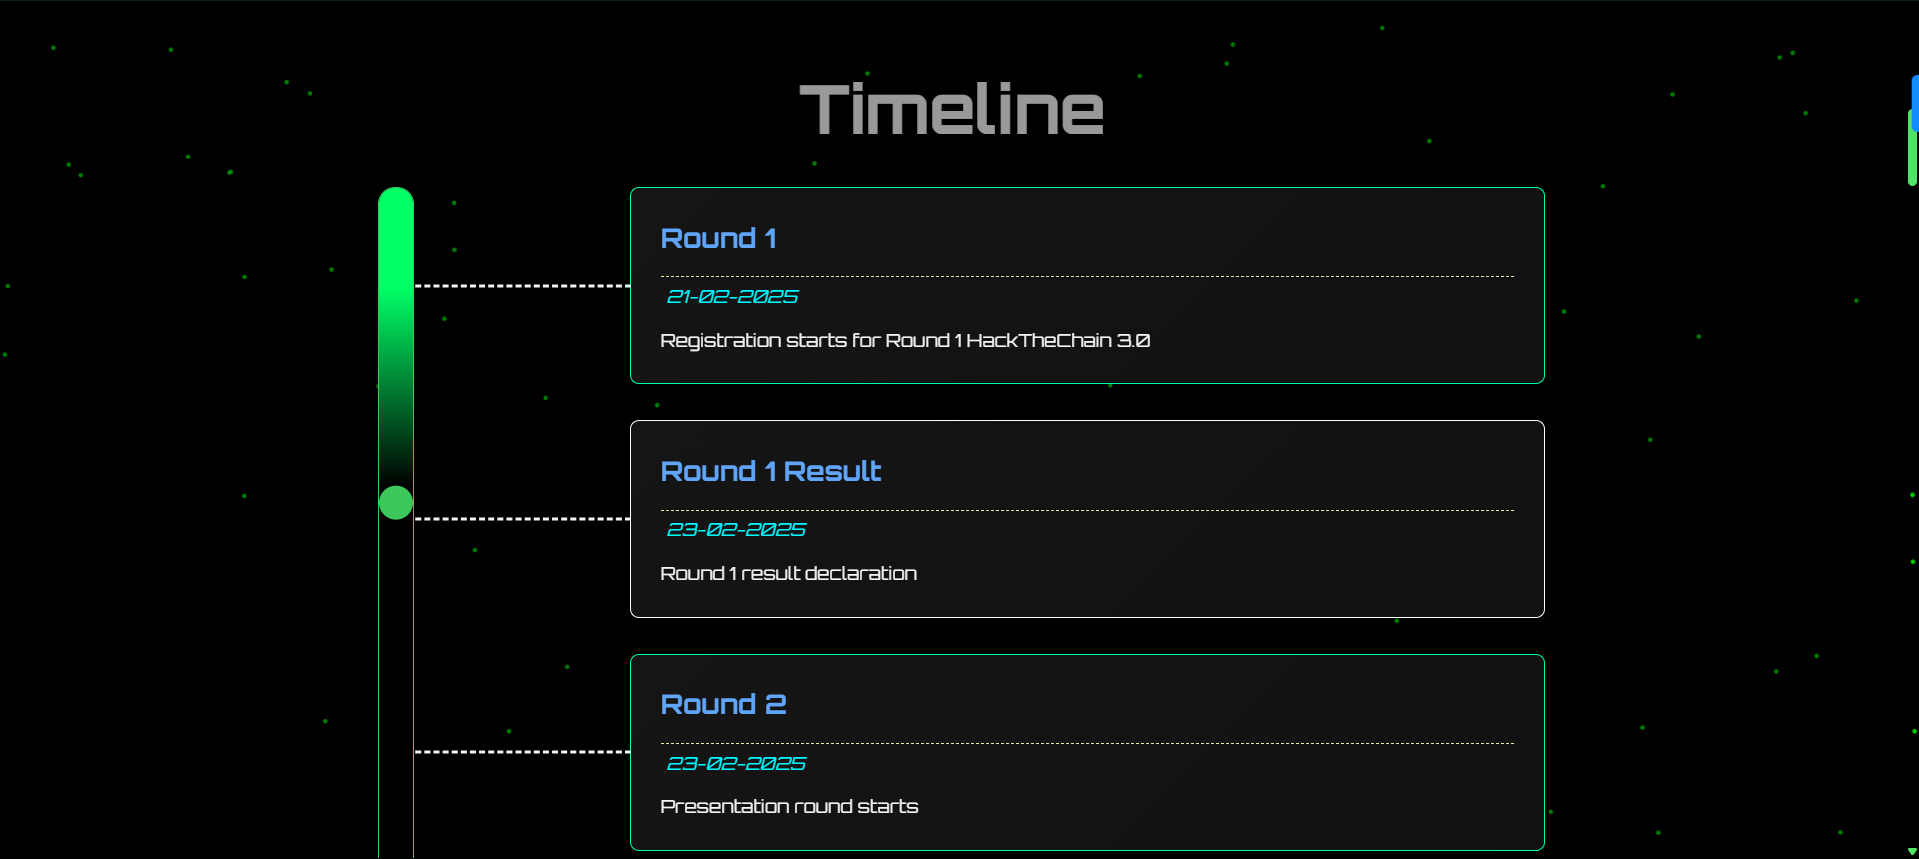 Timeline
Round 1
21-02-2025
Registration starts for Round 1 HackTheChain 3.0
Round 1 Result
23-02-2025
Round 1 result declaration
Round 2
23-02-2025
Presentation round starts